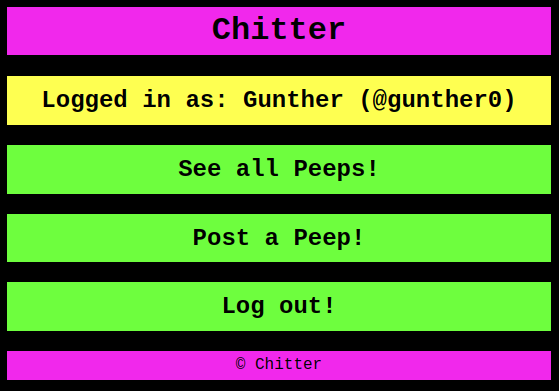 Chitter
Logged in as: Gunther (@gunther0)
See all Peeps!
Post a Peep!
Log out!
© Chitter